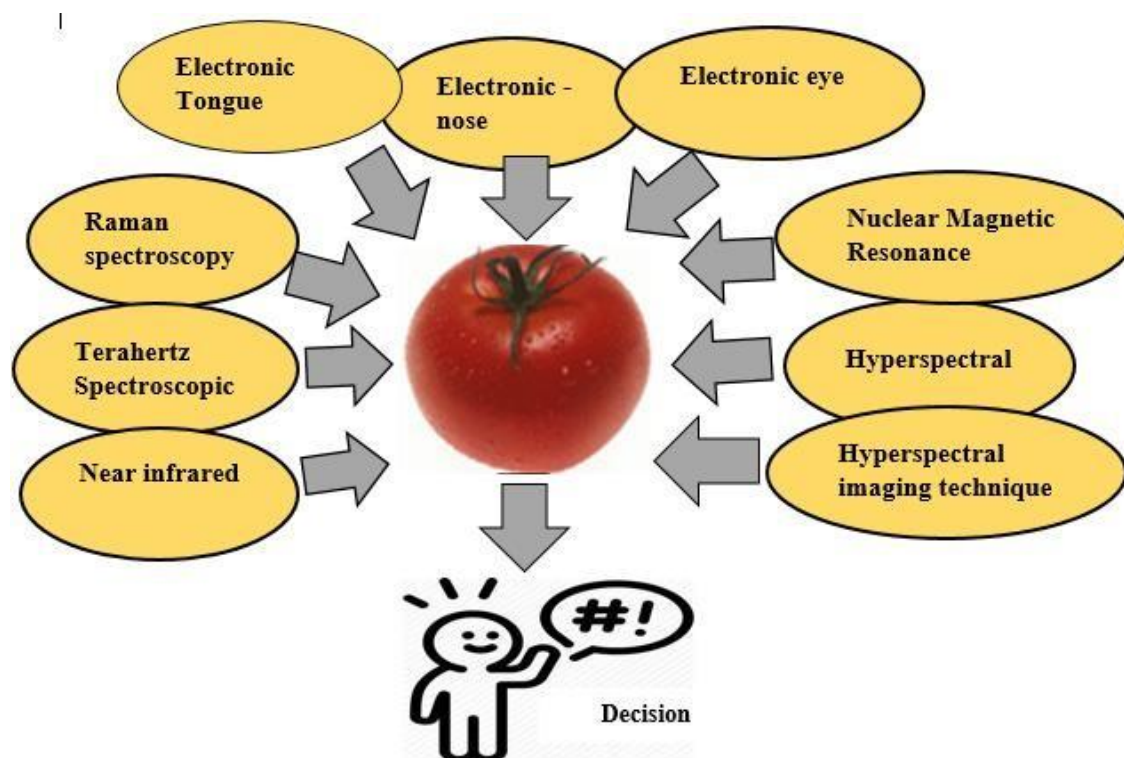 Electronic
Tongue
Electronic -
nose
Electronic eye
Raman
spectroscopy
Nuclear Magnetic
Resonance
Terahertz
Spectroscopic
Hyperspectral
Near infrared
Hyperspectral
imaging technique
#!
Decision